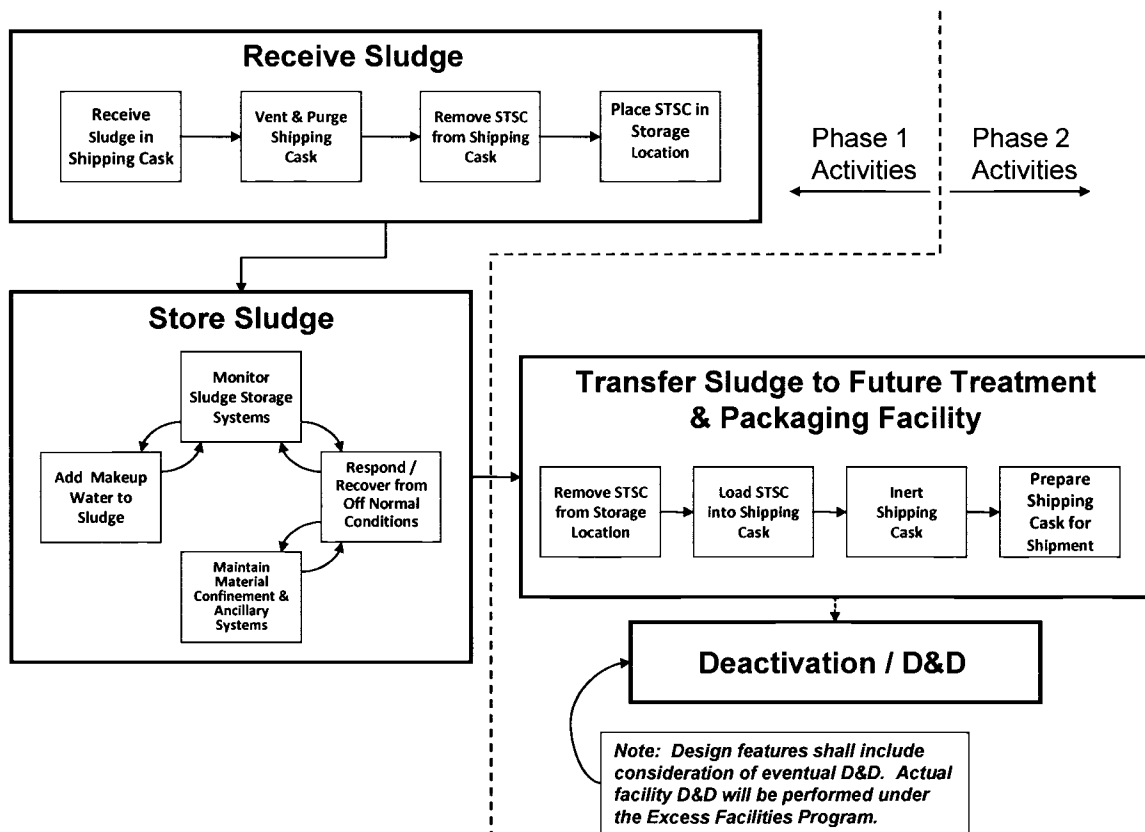 Receive Sludge
Receive
Sludge in
Shipping Cask
Vent & Purge
Shipping
Cask
Remove STSC
from Shipping
Cask
Place STSC in
Storage
Location
Phase 1
Activities
Phase 2
Activities
Store Sludge
Monitor
Sludge Storage
Systems
Add Makeup
Water to
Sludge
Respond /
Recover from
Off Normal
Conditions
Maintain
Material
Confinement &
Ancillary
Systems
Transfer Sludge to Future Treatment
& Packaging Facility
Remove STSC
from Storage
Location
Load STSC
into Shipping
Cask
Inert
Shipping
Cask
Prepare
Shipping
Cask for
Shipment
Deactivation / D&D
Note: Design features shall include
consideration of eventual D&D. Actual
facility D&D will be performed under
the Excess Facilities Program.